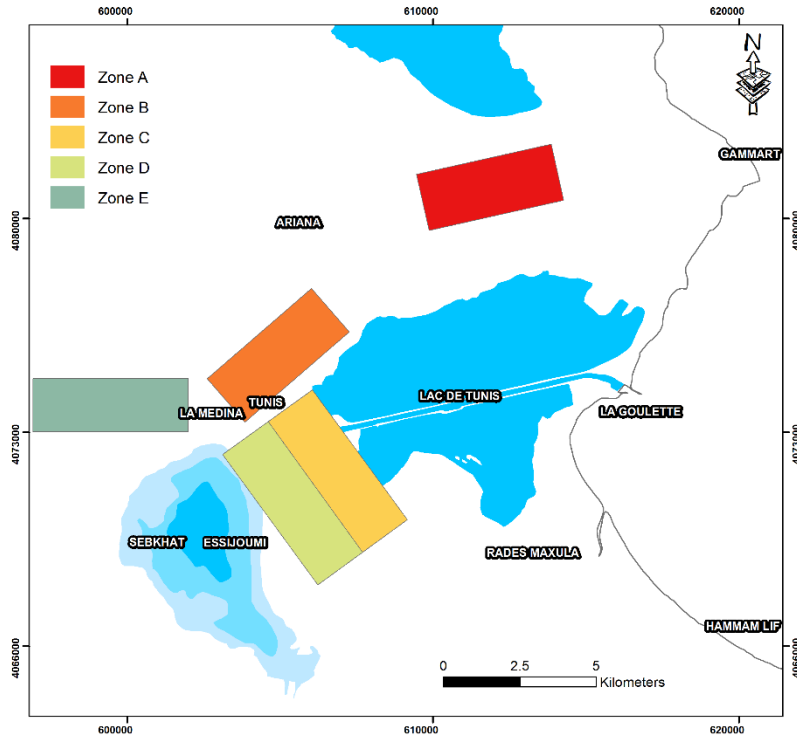 600000 610000 620000
N
Zone A
Zone B
Zone C
Zone D
Zone E
GAMMART
4080000 4080000
ARIANA
TUNIS
LA MEDINA
LAC DE TUNIS
LA GOULETTE
4073000 4073000
SEBKHAT ESSIJOUMI
RADES MAXULA
HAMMAM LIF
4066000 4066000
0 2.5 5
Kilometers
600000 610000 620000